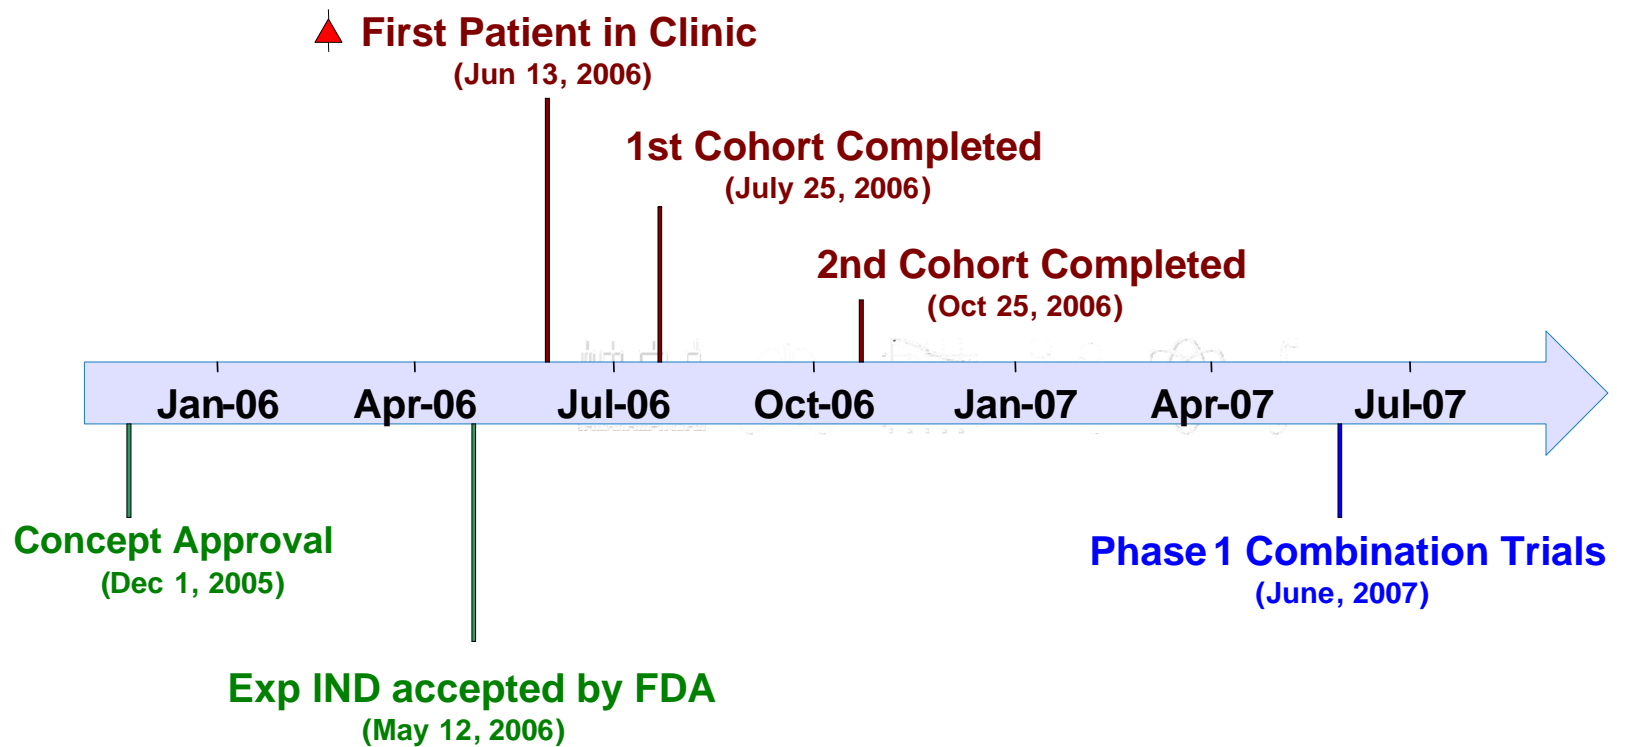 First Patient in Clinic
(Jun 13, 2006)
1st Cohort Completed
(July 25, 2006)
2nd Cohort Completed
(Oct 25, 2006)
Jan-06 Apr-06 Jul-06 Oct-06 Jan-07 Apr-07 Jul-07
Concept Approval
(Dec 1, 2005)
Phase 1 Combination Trials
(June, 2007)
Exp IND accepted by FDA
(May 12, 2006)